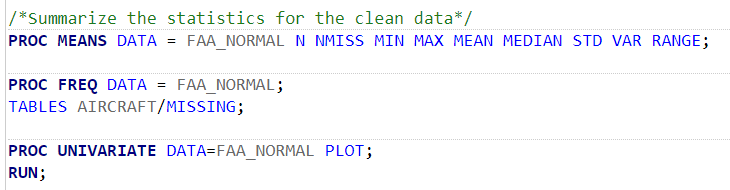 /*Summarize the statistics for the clean data*/
PROC MEANS DATA = FAA_NORMAL N NMISS MIN MAX MEAN MEDIAN STD VAR RANGE;
PROC FREQ DATA = FAA_NORMAL;
TABLES AIRCRAFT/MISSING;
PROC UNIVARIATE DATA=FAA_NORMAL PLOT;
RUN;